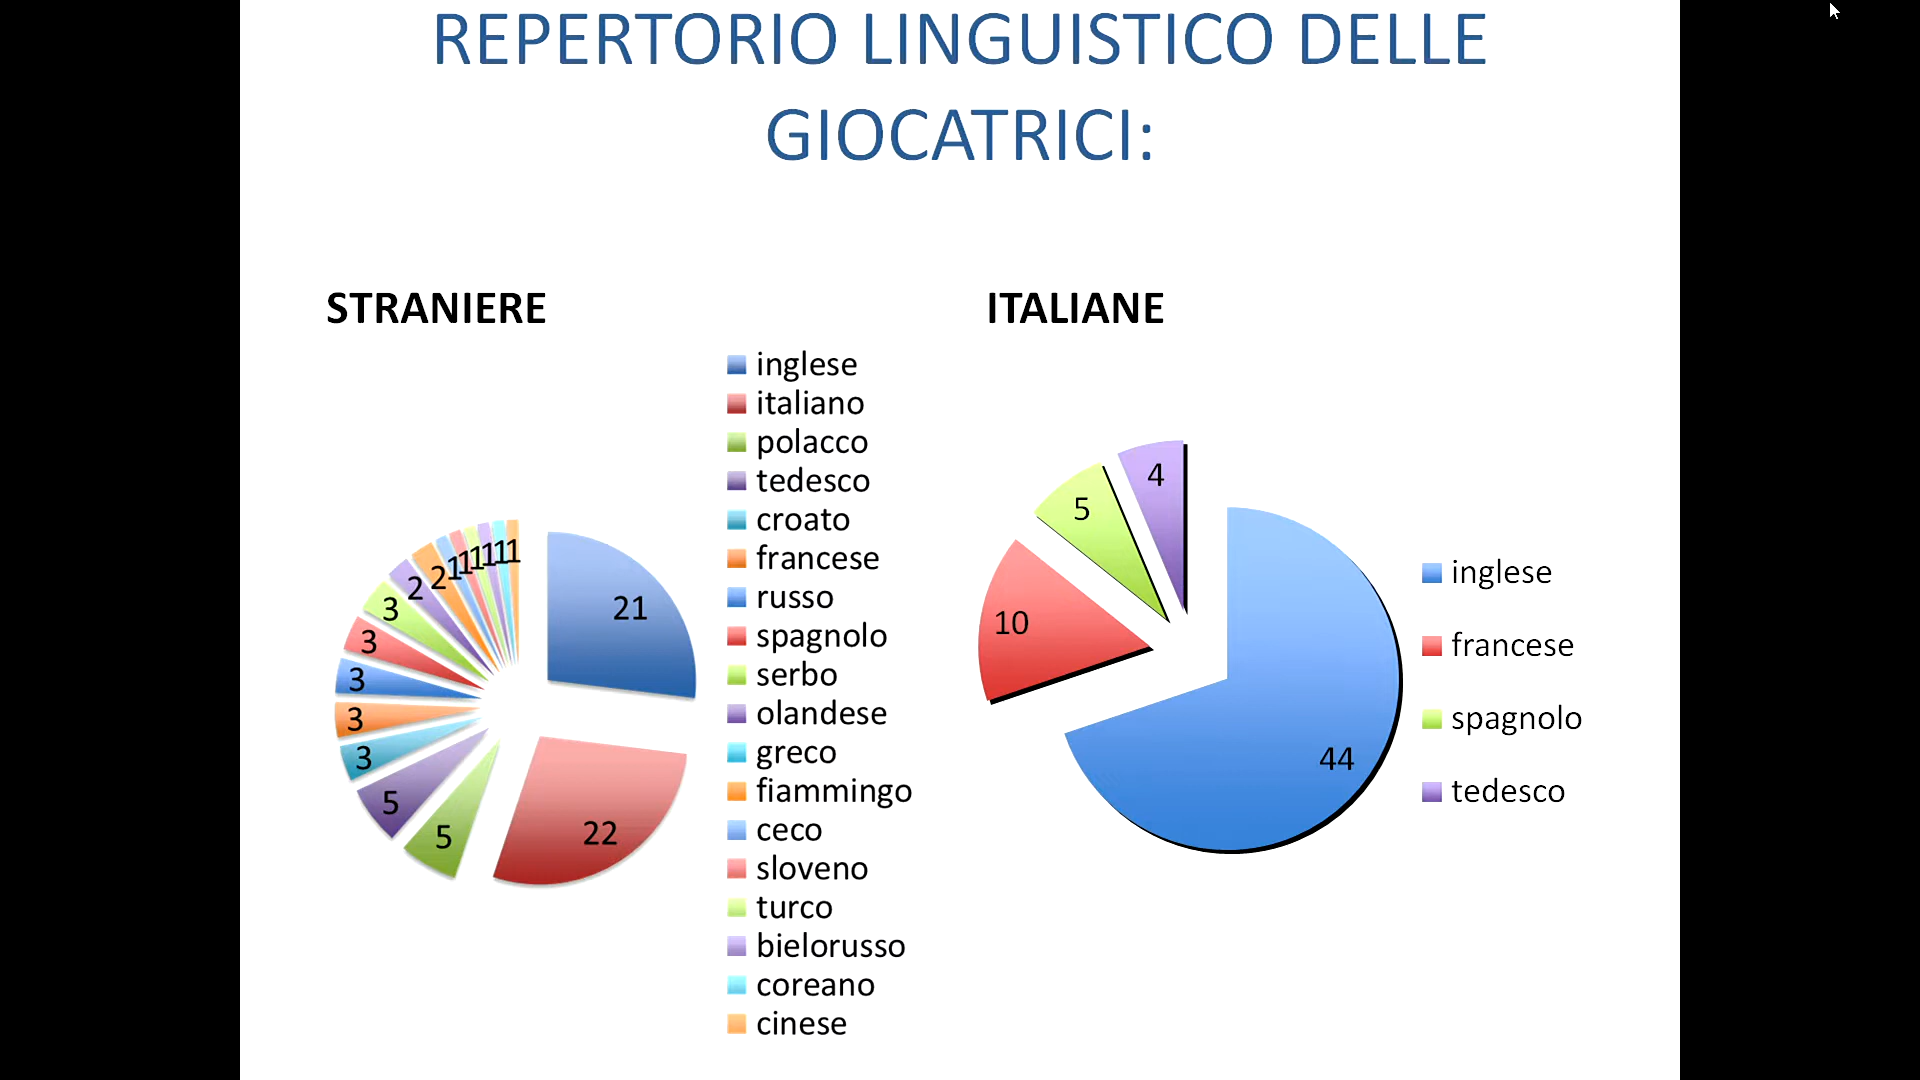 REPERTORIO LINGUISTICO DELLE
GIOCATRICI:
STRANIERE
21
22
5
5
3
3
3
3
3
2
2
1
1
1
1
1
1
inglese
italiano
polacco
tedesco
croato
francese
russo
spagnolo
serbo
olandese
greco
fiammingo
ceco
sloveno
turco
bielorusso
coreano
cinese
ITALIANE
44
10
5
4
inglese
francese
spagnolo
tedesco